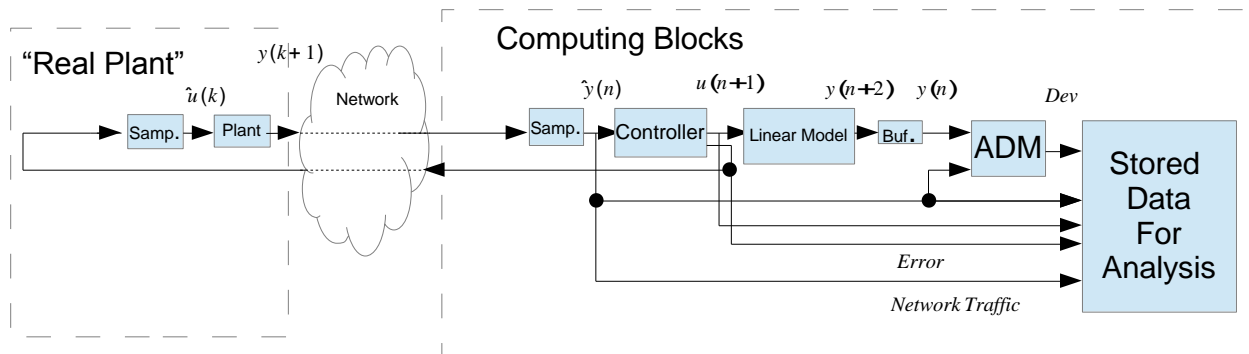 Computing Blocks
“Real Plant”
y(k+1)
û(k)
Network
ŷ(n)
u(n+1)
y(n+2)
y(n)
Dev
Samp.
Plant
Samp.
Controller
Linear Model
Buf.
ADM
Stored
Data
For
Analysis
Error
Network Traffic